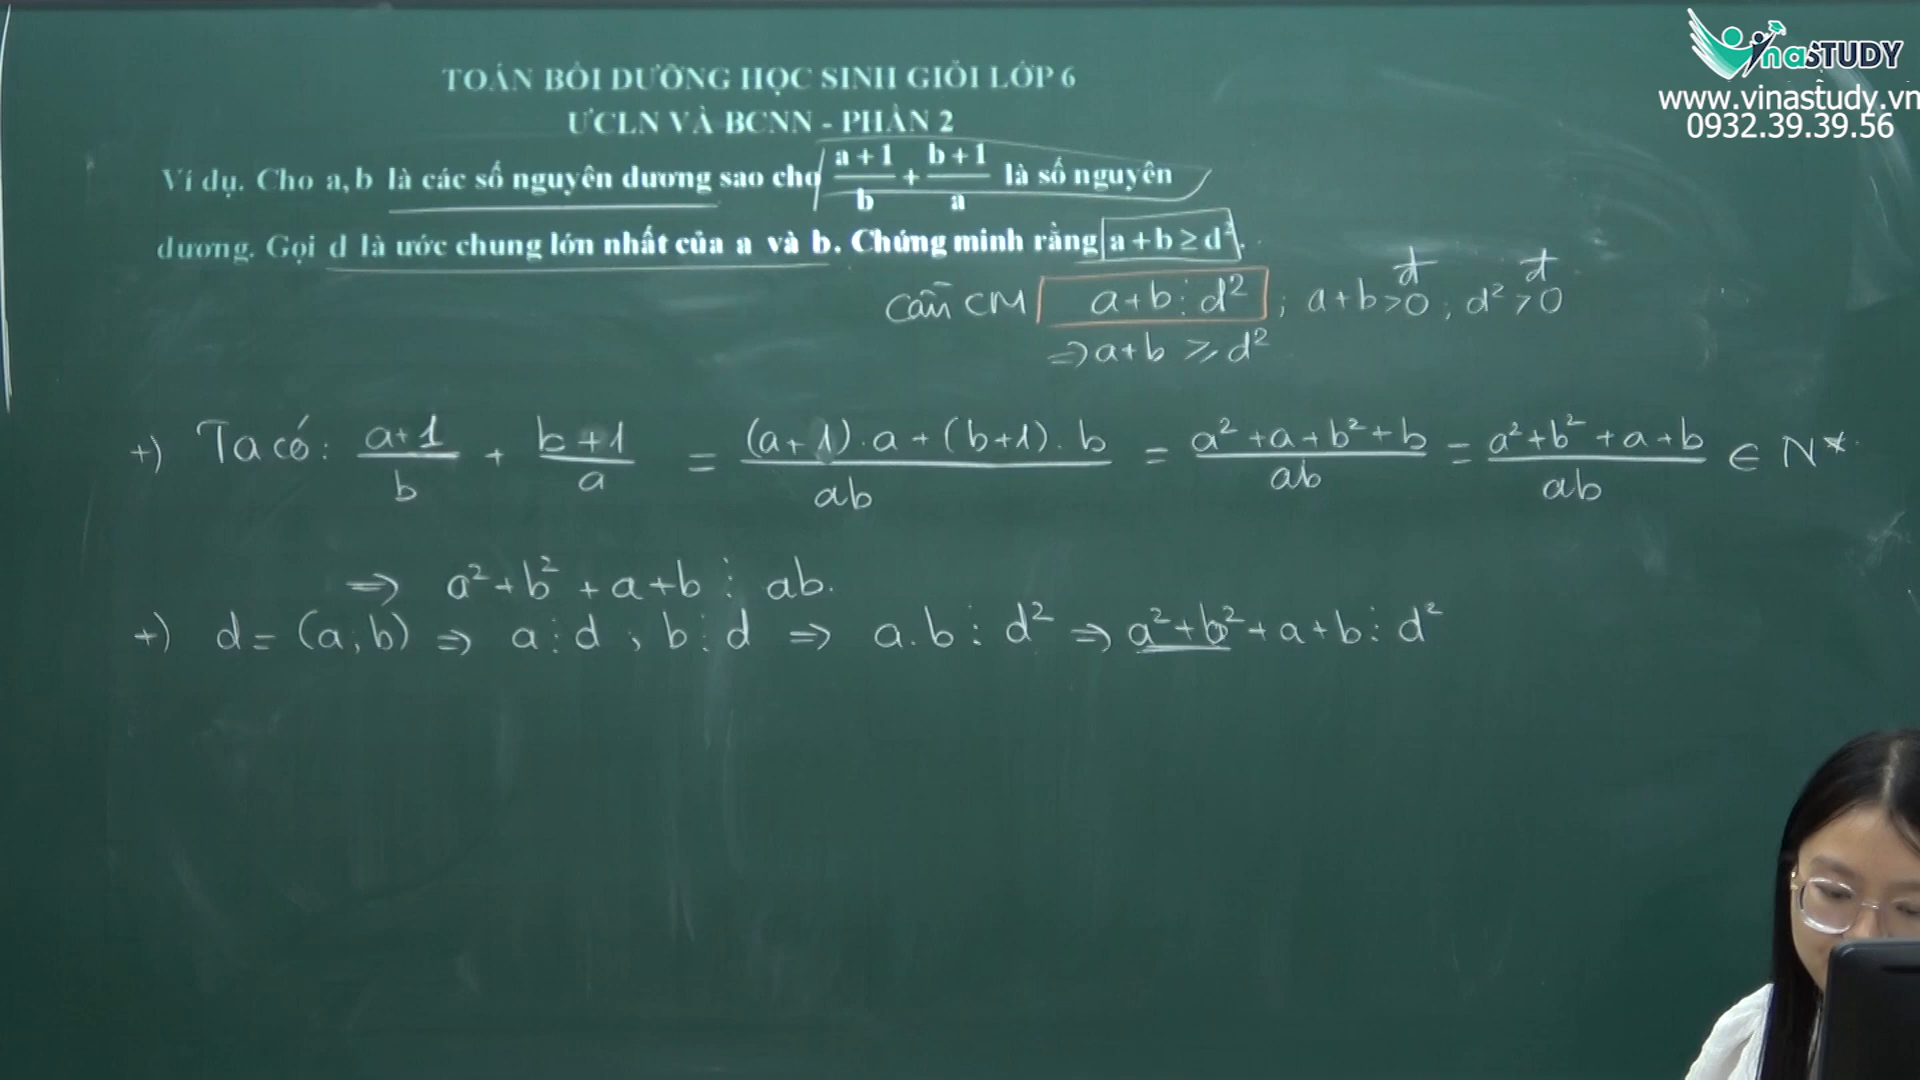 VinaSTUDY
www.vinastudy.vn
0932.39.39.56
TOÁN BỒI DƯỠNG HỌC SINH GIỎI LỚP 6
ƯCLN VÀ BCNN - PHẦN 2
Ví dụ. Cho a, b là các số nguyên dương sao cho (a+1)/b + (b+1)/a là số nguyên
dương. Gọi d là ước chung lớn nhất của a và b. Chứng minh rằng a + b ≥ d².
Cần CM a+b ⋮ d² ; a+b > 0 ; d² > 0
⇒ a+b ≥ d²
+) Ta có: (a+1)/b + (b+1)/a = ((a+1).a + (b+1).b)/ab = (a²+a+b²+b)/ab = (a²+b²+a+b)/ab ∈ N*
⇒ a²+b²+a+b ⋮ ab.
+) d = (a,b) ⇒ a ⋮ d, b ⋮ d ⇒ a.b ⋮ d² ⇒ a²+b²+a+b ⋮ d²